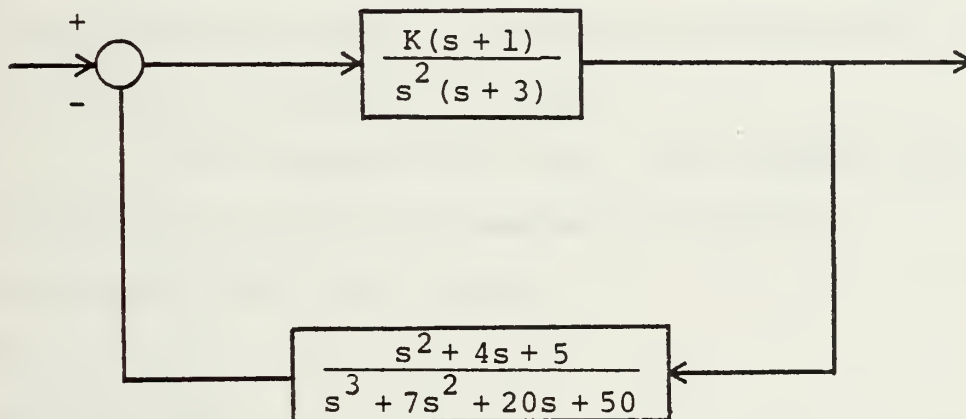 +
K(s + 1)
s² (s + 3)
-
s² + 4s + 5
s³ + 7s² + 20s + 50